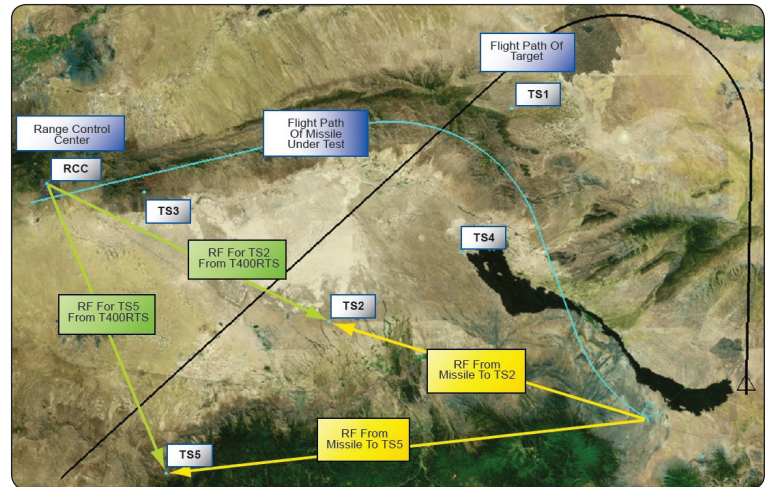 Flight Path Of
Target
TS1
Flight Path
Of Missile
Under Test
Range Control
Center
RCC
TS3
TS4
RF For TS2
From T400RTS
RF For TS5
From T400RTS
TS2
RF From
Missile To TS2
RF From
Missile To TS5
TS5